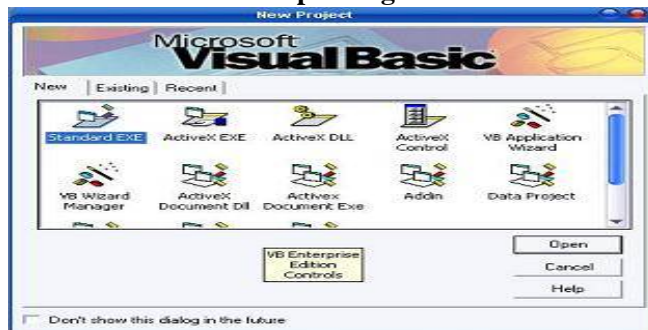 New Project
Microsoft
Visual Basic
New Existing Recent
Standard EXE ActiveX EXE ActiveX DLL ActiveX Control VB Application Wizard
VB Wizard Manager ActiveX Document Dll Activex Document Exe Addin Data Project
VB Enterprise Edition Controls
Open
Cancel
Help
Don't show this dialog in the future